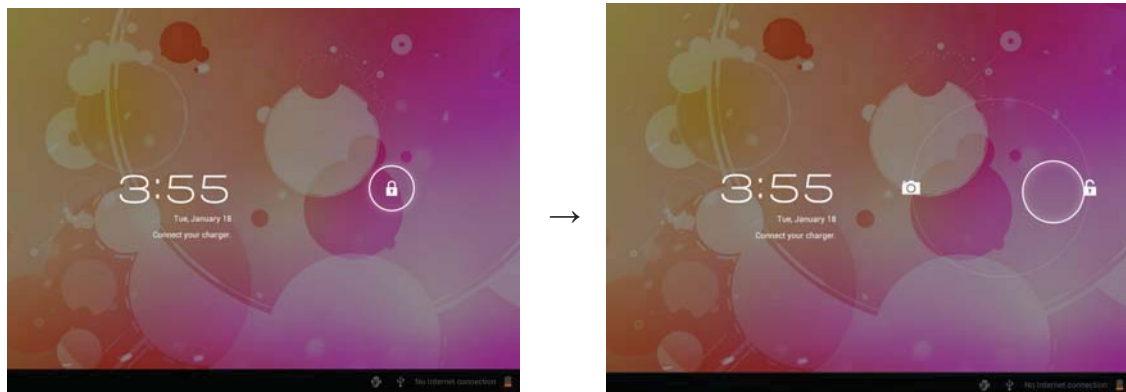 3:55
Tue, January 18
Connect your charger.
No Internet connection
→
3:55
Tue, January 18
Connect your charger.
No Internet connection